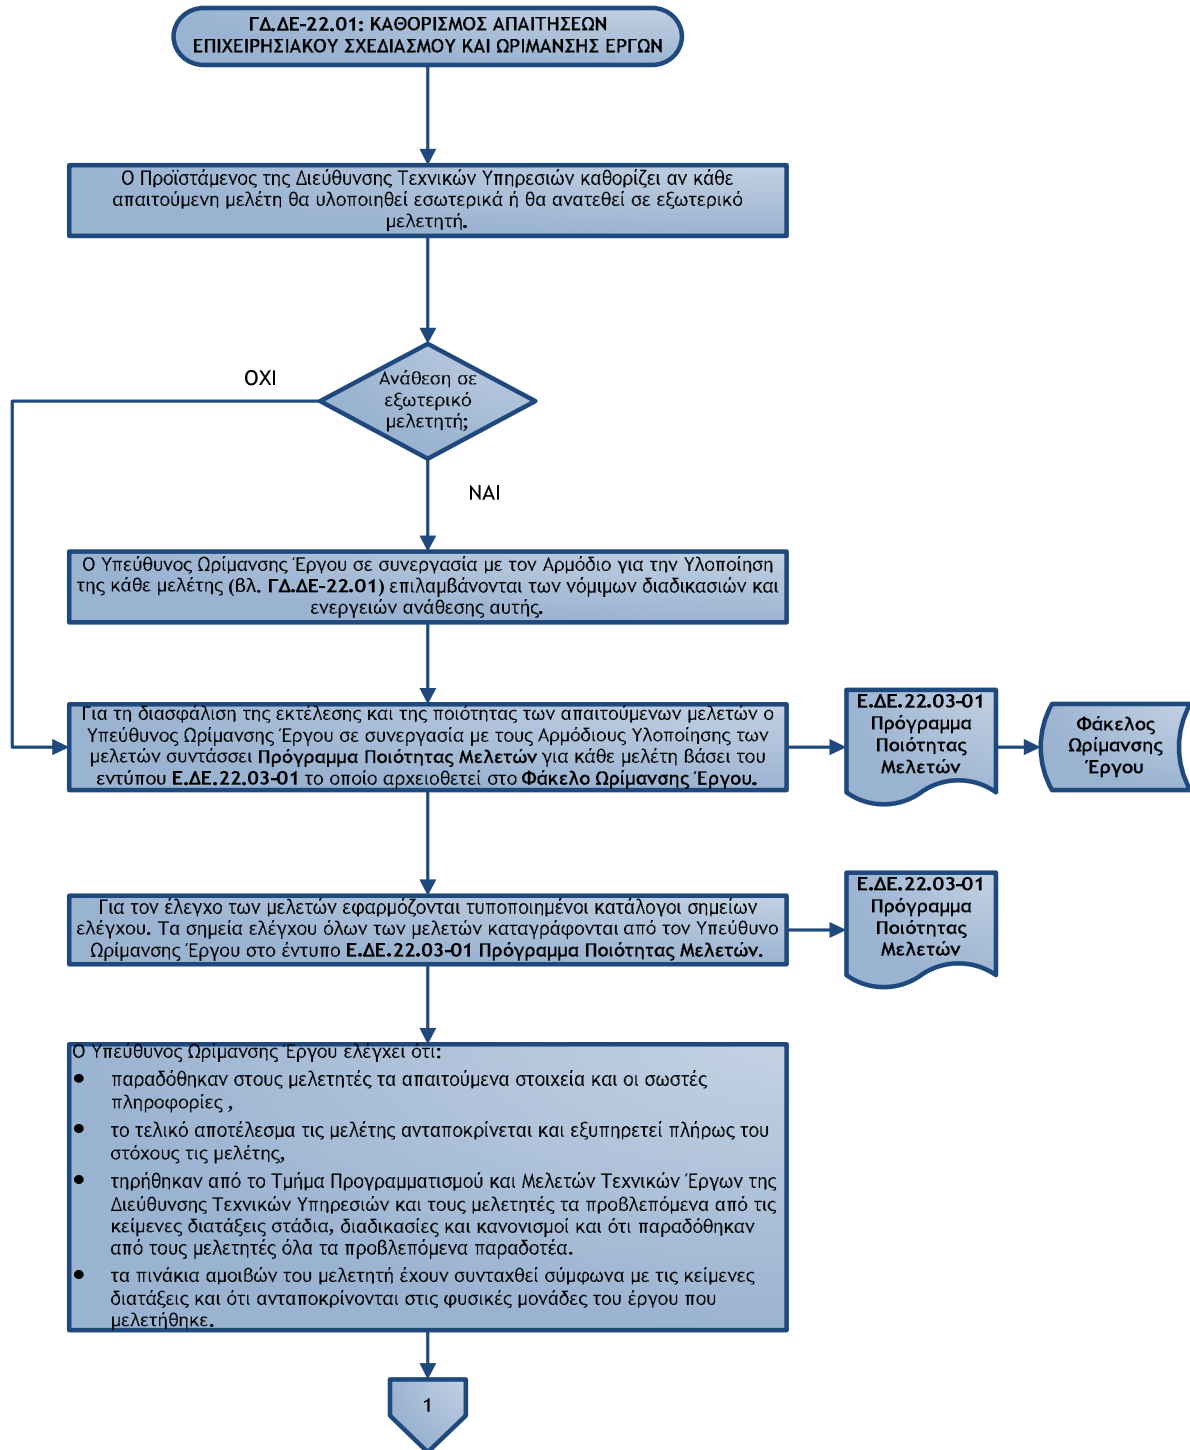 ΓΔ.ΔΕ-22.01: ΚΑΘΟΡΙΣΜΟΣ ΑΠΑΙΤΗΣΕΩΝ
ΕΠΙΧΕΙΡΗΣΙΑΚΟΥ ΣΧΕΔΙΑΣΜΟΥ ΚΑΙ ΩΡΙΜΑΝΣΗΣ ΕΡΓΩΝ
Ο Προϊστάμενος της Διεύθυνσης Τεχνικών Υπηρεσιών καθορίζει αν κάθε
απαιτούμενη μελέτη θα υλοποιηθεί εσωτερικά ή θα ανατεθεί σε εξωτερικό
μελετητή.
ΟΧΙ
Ανάθεση σε
εξωτερικό
μελετητή;
ΝΑΙ
Ο Υπεύθυνος Ωρίμανσης Έργου σε συνεργασία με τον Αρμόδιο για την Υλοποίηση
της κάθε μελέτης (βλ. ΓΔ.ΔΕ-22.01) επιλαμβάνονται των νόμιμων διαδικασιών και
ενεργειών ανάθεσης αυτής.
Για τη διασφάλιση της εκτέλεσης και της ποιότητας των απαιτούμενων μελετών ο
Υπεύθυνος Ωρίμανσης Έργου σε συνεργασία με τους Αρμόδιους Υλοποίησης των
μελετών συντάσσει Πρόγραμμα Ποιότητας Μελετών για κάθε μελέτη βάσει του
εντύπου Ε.ΔΕ.22.03-01 το οποίο αρχειοθετεί στο Φάκελο Ωρίμανσης Έργου.
Ε.ΔΕ.22.03-01
Πρόγραμμα
Ποιότητας
Μελετών
Φάκελος
Ωρίμανσης
Έργου
Για τον έλεγχο των μελετών εφαρμόζονται τυποποιημένοι κατάλογοι σημείων
ελέγχου. Τα σημεία ελέγχου όλων των μελετών καταγράφονται από τον Υπεύθυνο
Ωρίμανσης Έργου στο έντυπο Ε.ΔΕ.22.03-01 Πρόγραμμα Ποιότητας Μελετών.
Ε.ΔΕ.22.03-01
Πρόγραμμα
Ποιότητας
Μελετών
Ο Υπεύθυνος Ωρίμανσης Έργου ελέγχει ότι:
• παραδόθηκαν στους μελετητές τα απαιτούμενα στοιχεία και οι σωστές
πληροφορίες ,
• το τελικό αποτέλεσμα τις μελέτης ανταποκρίνεται και εξυπηρετεί πλήρως του
στόχους τις μελέτης,
• τηρήθηκαν από το Τμήμα Προγραμματισμού και Μελετών Τεχνικών Έργων της
Διεύθυνσης Τεχνικών Υπηρεσιών και τους μελετητές τα προβλεπόμενα από τις
κείμενες διατάξεις στάδια, διαδικασίες και κανονισμοί και ότι παραδόθηκαν
από τους μελετητές όλα τα προβλεπόμενα παραδοτέα.
• τα πινάκια αμοιβών του μελετητή έχουν συνταχθεί σύμφωνα με τις κείμενες
διατάξεις και ότι ανταποκρίνονται στις φυσικές μονάδες του έργου που
μελετήθηκε.
1